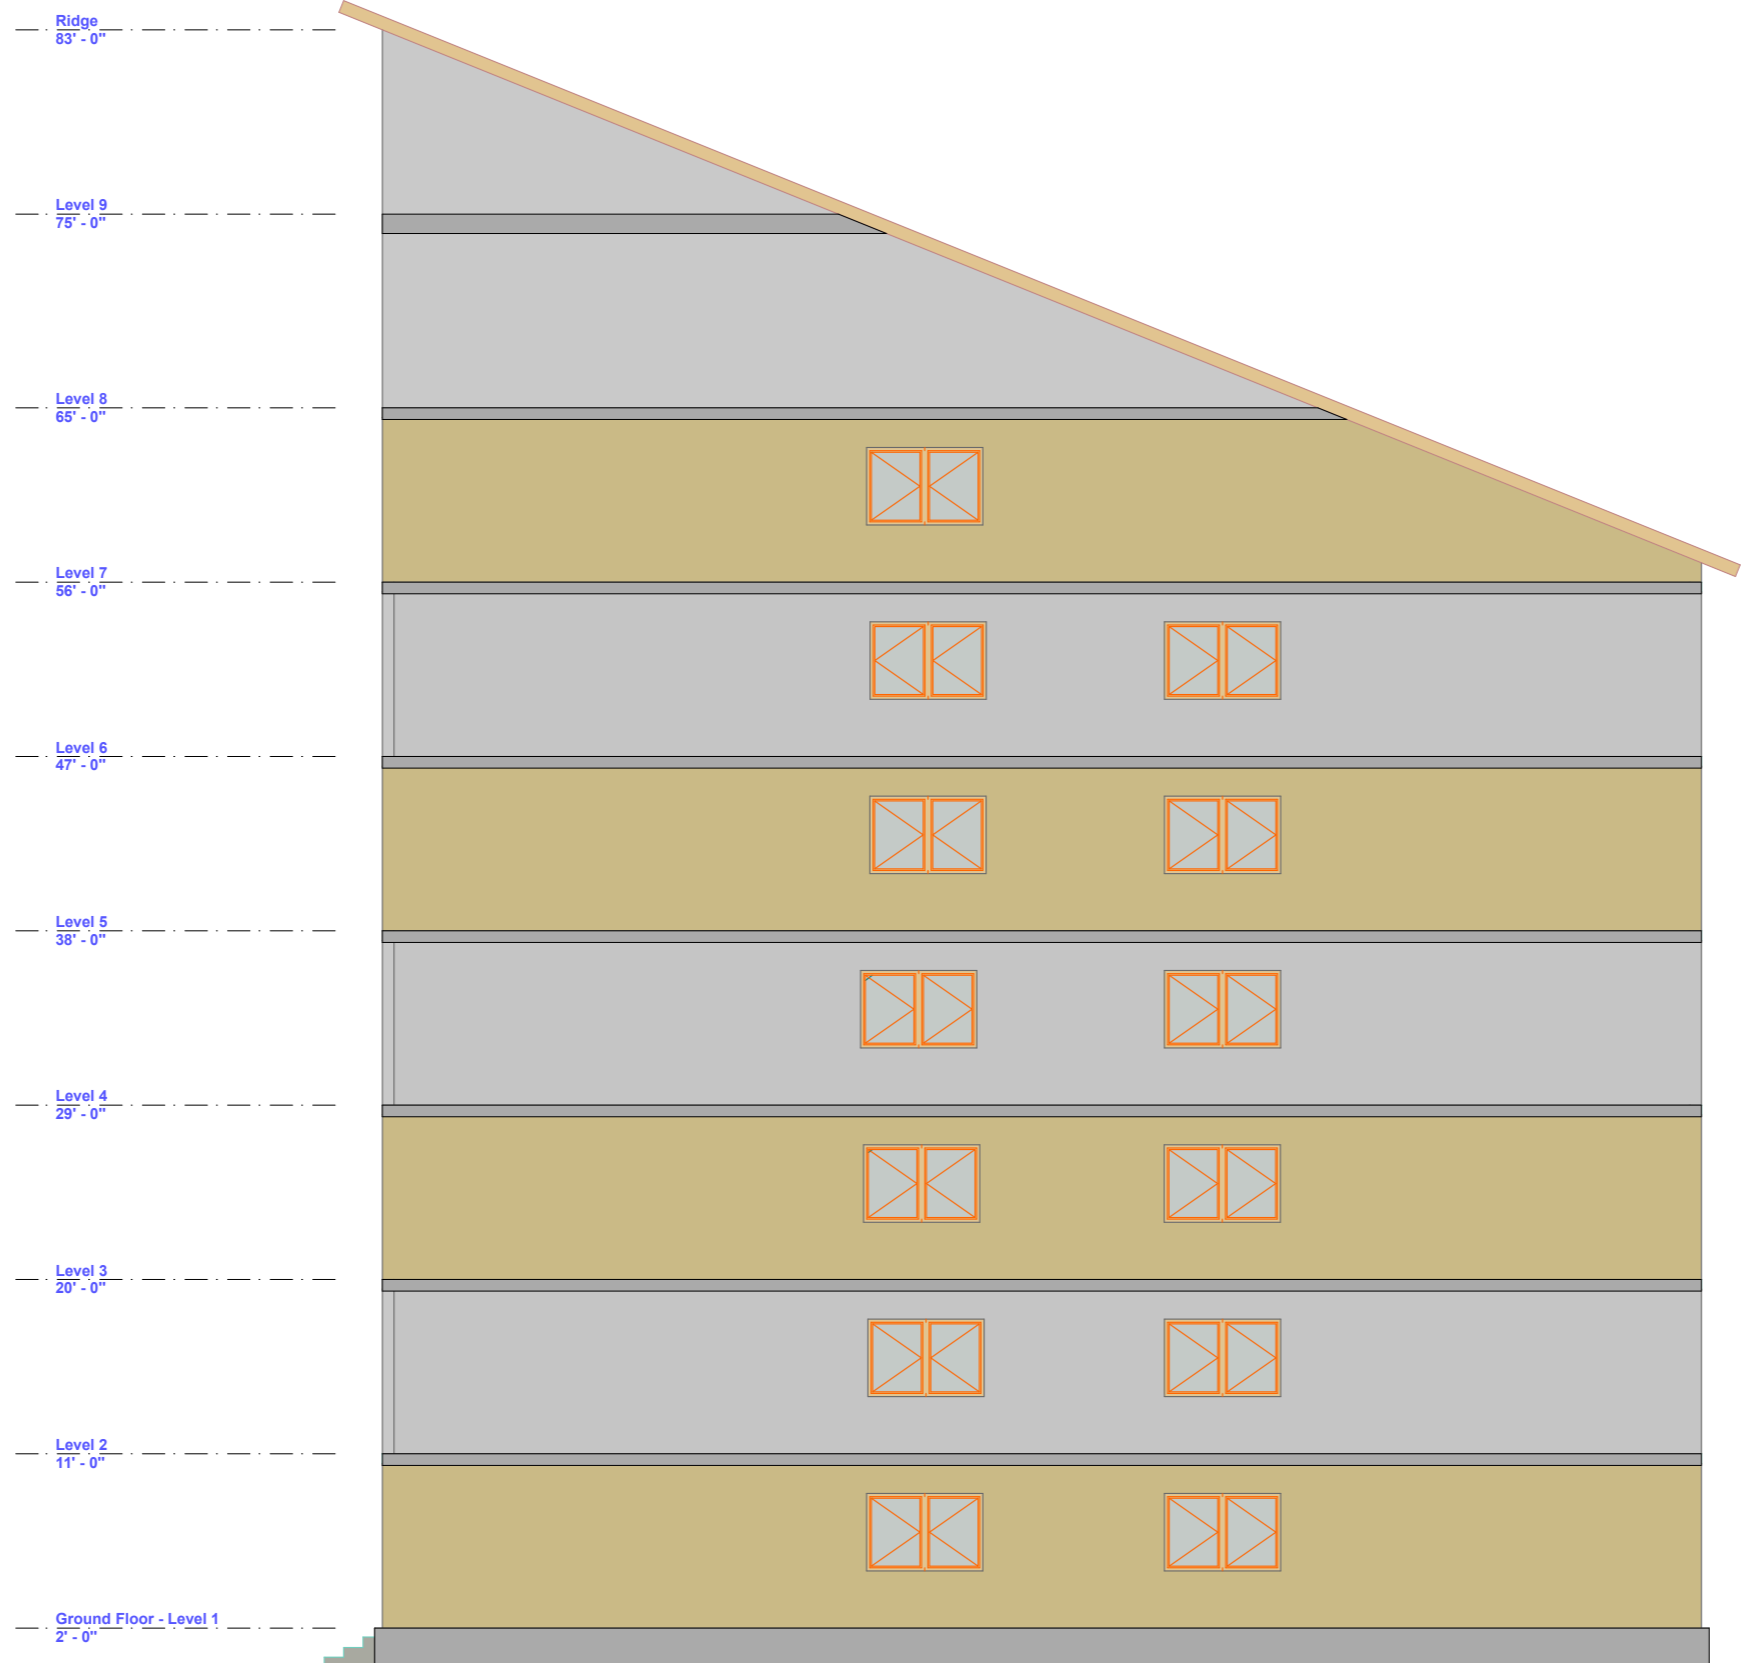 Ridge
83' - 0"
Level 9
75' - 0"
Level 8
65' - 0"
Level 7
56' - 0"
Level 6
47' - 0"
Level 5
38' - 0"
Level 4
29' - 0"
Level 3
20' - 0"
Level 2
11' - 0"
Ground Floor - Level 1
2' - 0"